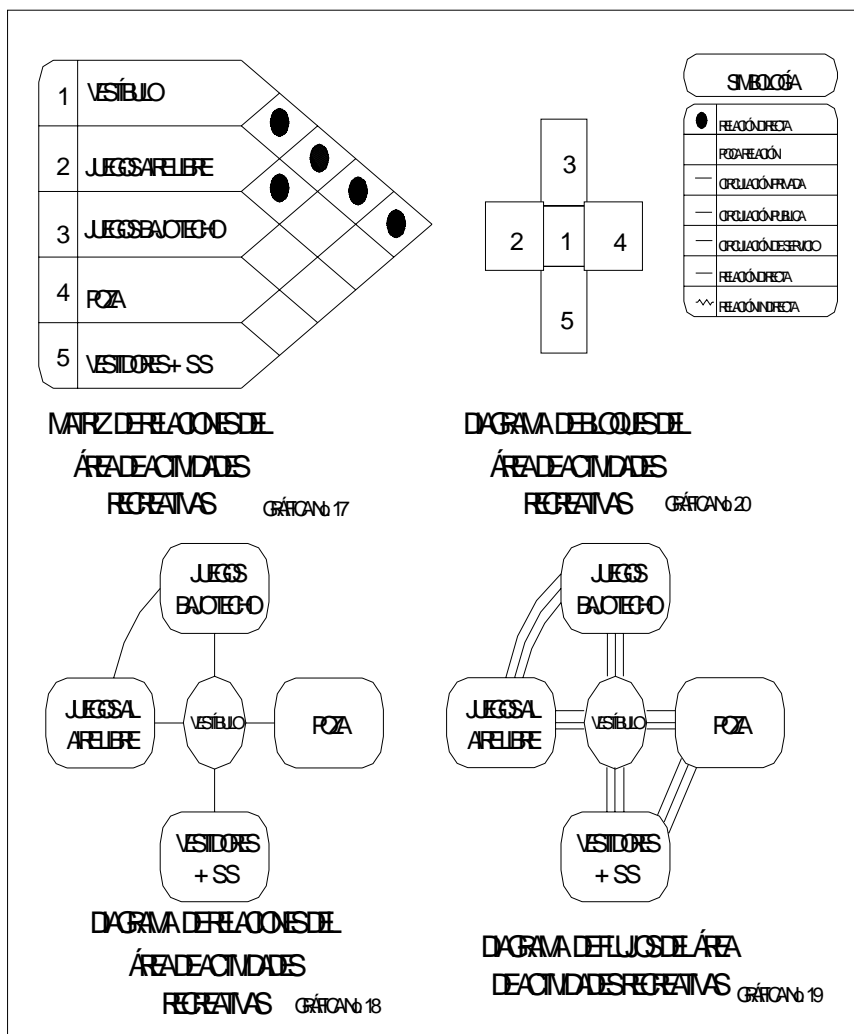 1 VESTÍBULO
2 JUEGOS AIRE LIBRE
3 JUEGOS BAJO TECHO
4 POZA
5 VESTIDORES + SS
MATRIZ DE RELACIONES DEL
ÁREA DE ACTIVIDADES
RECREATIVAS GRÁFICA No. 17
3
2 1 4
5
DIAGRAMA DE BLOQUES DEL
ÁREA DE ACTIVIDADES
RECREATIVAS GRÁFICA No. 20
SIMBOLOGÍA
RELACIÓN DIRECTA
POCA RELACIÓN
CIRCULACIÓN PRIVADA
CIRCULACIÓN PUBLICA
CIRCULACIÓN DE SERVICIO
RELACIÓN DIRECTA
RELACIÓN INDIRECTA
JUEGOS
BAJO TECHO
JUEGOS AL
AIRE LIBRE
VESTÍBULO
POZA
VESTIDORES
+ SS
DIAGRAMA DE RELACIONES DEL
ÁREA DE ACTIVIDADES
RECREATIVAS GRÁFICA No. 18
JUEGOS
BAJO TECHO
JUEGOS AL
AIRE LIBRE
VESTÍBULO
POZA
VESTIDORES
+ SS
DIAGRAMA DE FLUJOS DE ÁREA
DE ACTIVIDADES RECREATIVAS GRÁFICA No. 19